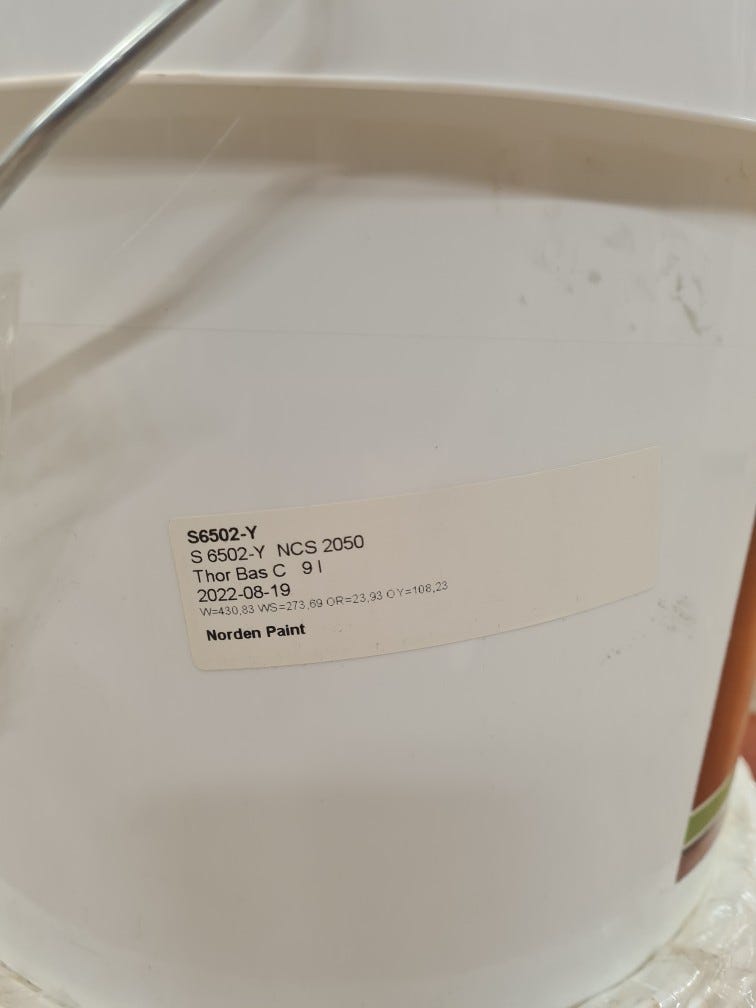 S6502-Y
S 6502-Y NCS 2050
Thor Bas C 9 l
2022-08-19
W=430,83 WS=273,69 OR=23,93 OY=108,23
Norden Paint